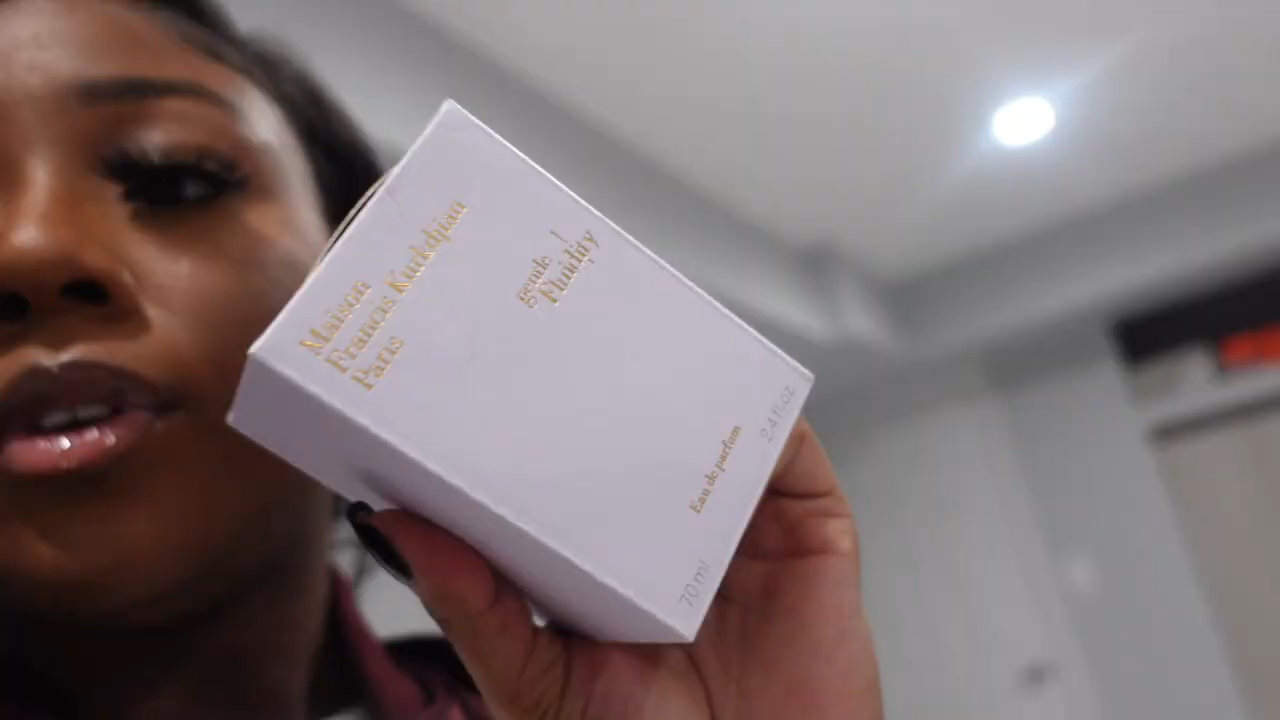 Maison
Francis Kurkdjian
Paris
gentle
Fluidity
Eau de parfum
70 ml
2.4 fl.oz